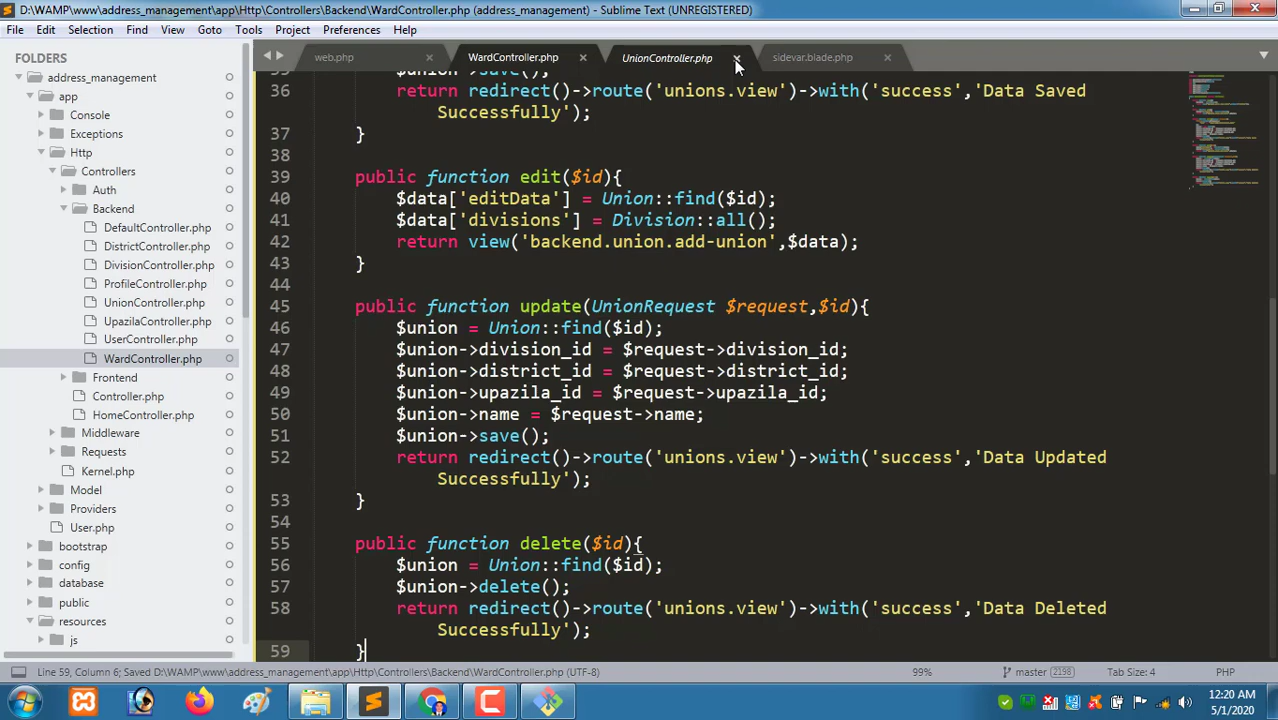 D:\WAMP\www\address_management\app\Http\Controllers\Backend\WardController.php (address_management) - Sublime Text (UNREGISTERED)
File Edit Selection Find View Goto Tools Project Preferences Help
FOLDERS
address_management
app
Console
Exceptions
Http
Controllers
Auth
Backend
DefaultController.php
DistrictController.php
DivisionController.php
ProfileController.php
UnionController.php
UpazilaController.php
UserController.php
WardController.php
Frontend
Controller.php
HomeController.php
Middleware
Requests
Kernel.php
Model
Providers
User.php
bootstrap
config
database
public
resources
js
web.php WardController.php UnionController.php sidevar.blade.php
35 $union->save();
36 return redirect()->route('unions.view')->with('success','Data Saved
Successfully');
37 }
38
39 public function edit($id){
40 $data['editData'] = Union::find($id);
41 $data['divisions'] = Division::all();
42 return view('backend.union.add-union',$data);
43 }
44
45 public function update(UnionRequest $request,$id){
46 $union = Union::find($id);
47 $union->division_id = $request->division_id;
48 $union->district_id = $request->district_id;
49 $union->upazila_id = $request->upazila_id;
50 $union->name = $request->name;
51 $union->save();
52 return redirect()->route('unions.view')->with('success','Data Updated
Successfully');
53 }
54
55 public function delete($id){
56 $union = Union::find($id);
57 $union->delete();
58 return redirect()->route('unions.view')->with('success','Data Deleted
Successfully');
59 }
Line 59, Column 6; Saved D:\WAMP\www\address_management\app\Http\Controllers\Backend\WardController.php (UTF-8) 99% master 2198 Tab Size: 4 PHP
12:20 AM
5/1/2020